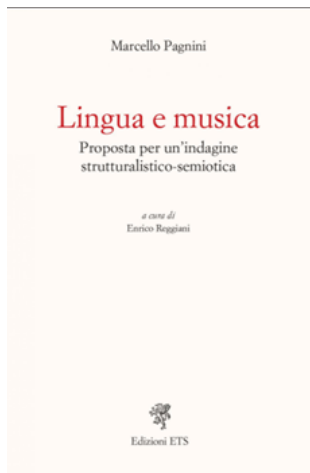 Marcello Pagnini
Lingua e musica
Proposta per un'indagine
strutturalistico-semiotica
a cura di
Enrico Reggiani
Edizioni ETS